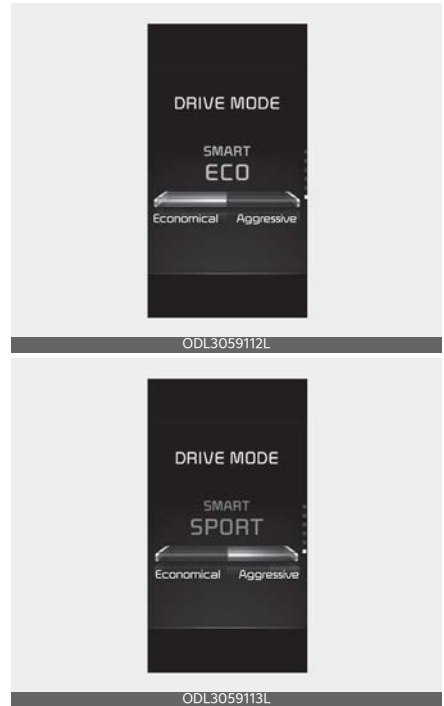 DRIVE MODE
SMART
ECO
Economical Aggressive
ODL3059112L
DRIVE MODE
SMART
SPORT
Economical Aggressive
ODL3059113L